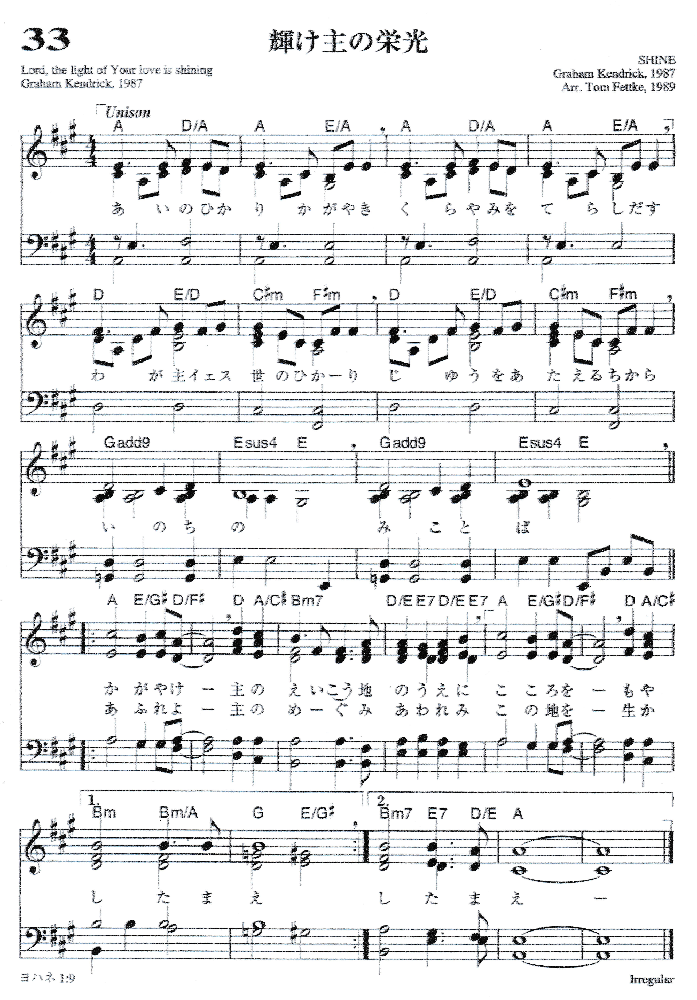 33
輝け主の栄光
Lord, the light of Your love is shining
Graham Kendrick, 1987
SHINE
Graham Kendrick, 1987
Arr. Tom Fettke, 1989
Unison
A D/A A E/A A D/A A E/A
あ いのひか り か がやき く らやみを て らしだす
D E/D C♯m F♯m D E/D C♯m F♯m
わ が主イェス 世のひかーり じ ゆうをあ たえるちから
Gadd9 Esus4 E Gadd9 Esus4 E
い のち の み こと ば
A E/G♯ D/F♯ D A/C♯ Bm7 D/E E7 D/E E7 A E/G♯ D/F♯ D A/C♯
か がやけ ー 主の えいこう地 のうえに こ ころを ー もや
あ ふれよ ー 主の めーぐみ あわれみ こ の地を ー 生か
1. 2.
Bm Bm/A G E/G♯ Bm7 E7 D/E A
し た ま え し た ま え ー
ヨハネ 1:9
Irregular